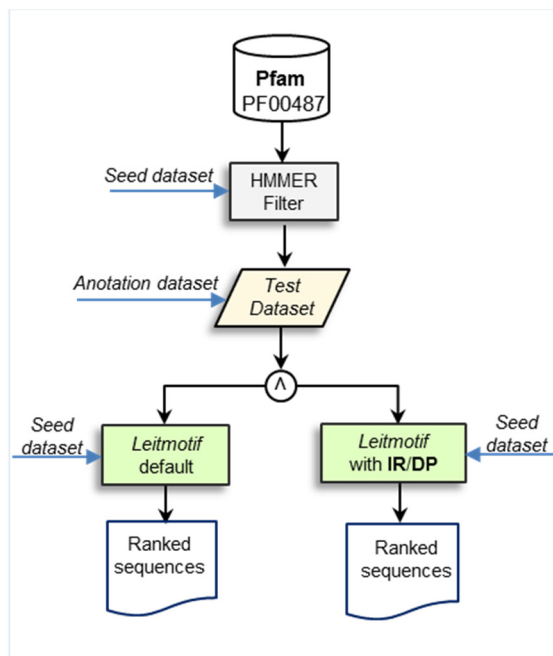 Pfam
PF00487
Seed dataset
HMMER
Filter
Anotation dataset
Test
Dataset
^
Seed
dataset
Leitmotif
default
Leitmotif
with IR/DP
Seed
dataset
Ranked
sequences
Ranked
sequences